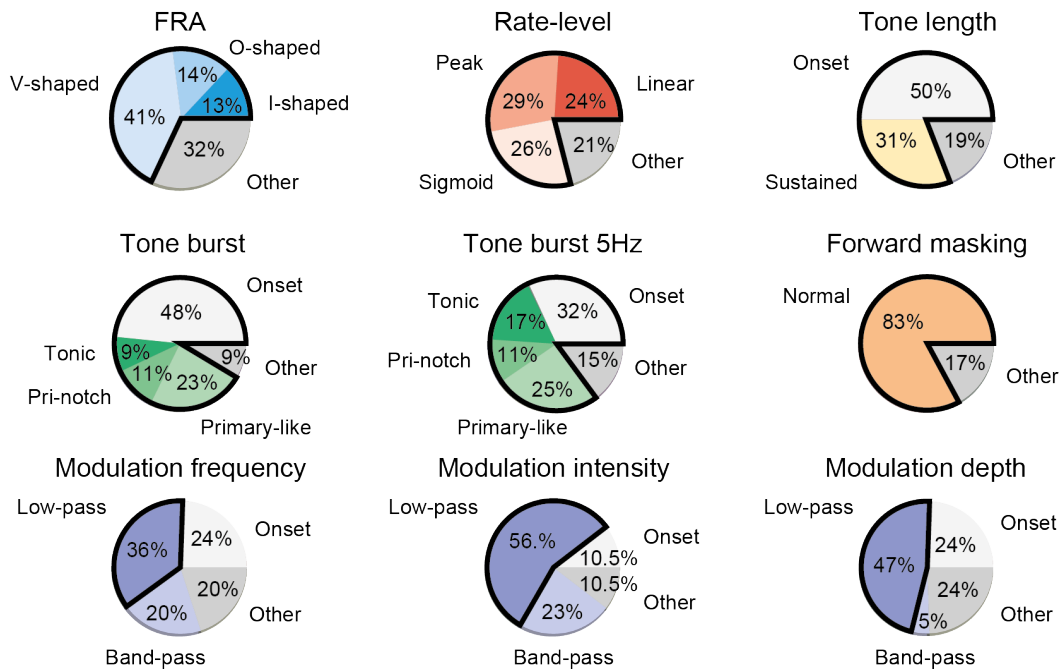 FRA
O-shaped
V-shaped
14%
I-shaped
13%
41%
32%
Other
Rate-level
Peak
Linear
29%
24%
26%
21%
Other
Sigmoid
Tone length
Onset
50%
31%
19%
Other
Sustained
Tone burst
Onset
48%
Tonic
9%
9%
Other
11%
23%
Pri-notch
Primary-like
Tone burst 5Hz
Tonic
Onset
32%
17%
Pri-notch
11%
15%
Other
25%
Primary-like
Forward masking
Normal
83%
17%
Other
Modulation frequency
Low-pass
Onset
36%
24%
20%
20%
Other
Band-pass
Modulation intensity
Low-pass
56.%
Onset
10.5%
10.5%
Other
23%
Band-pass
Modulation depth
Low-pass
Onset
24%
47%
24%
Other
5%
Band-pass